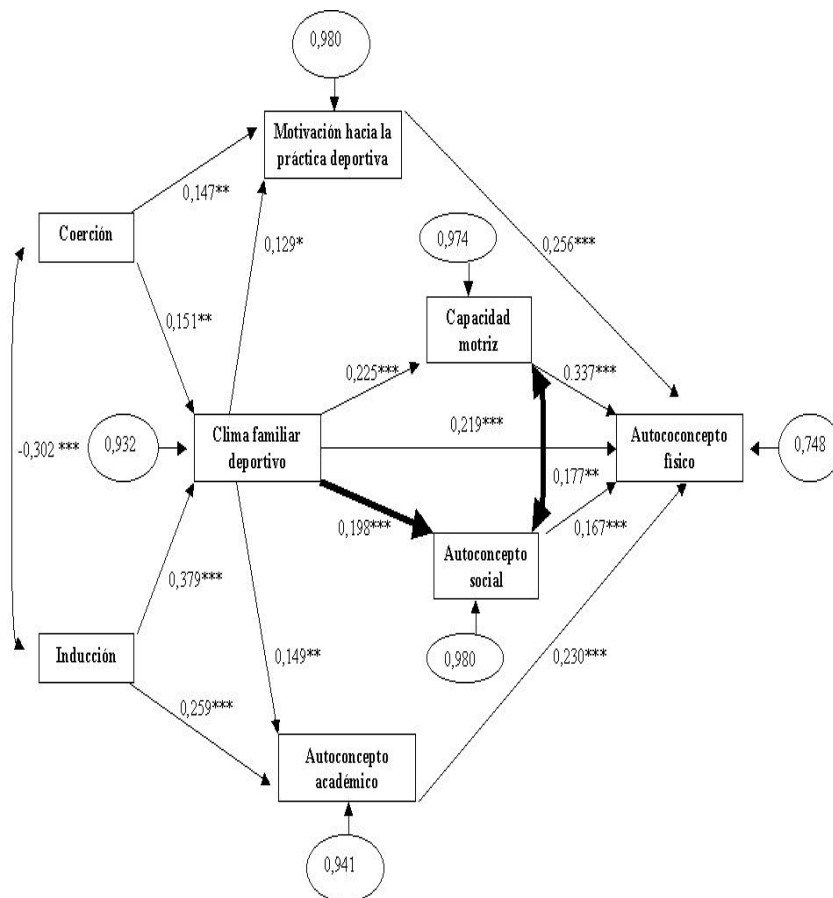 0,980
Motivación hacia la
práctica deportiva
0,147**
Coerción
0,129*
0,974
0,256***
0,151**
Capacidad
motriz
0,225***
0.337***
Clima familiar
deportivo
0,932
0,219***
Autococoncepto
físico
0,748
-0,302 ***
0,177**
0,198***
0,167***
Autoconcepto
social
0,379***
Inducción
0,149**
0,980
0,230***
0,259***
Autoconcepto
académico
0,941